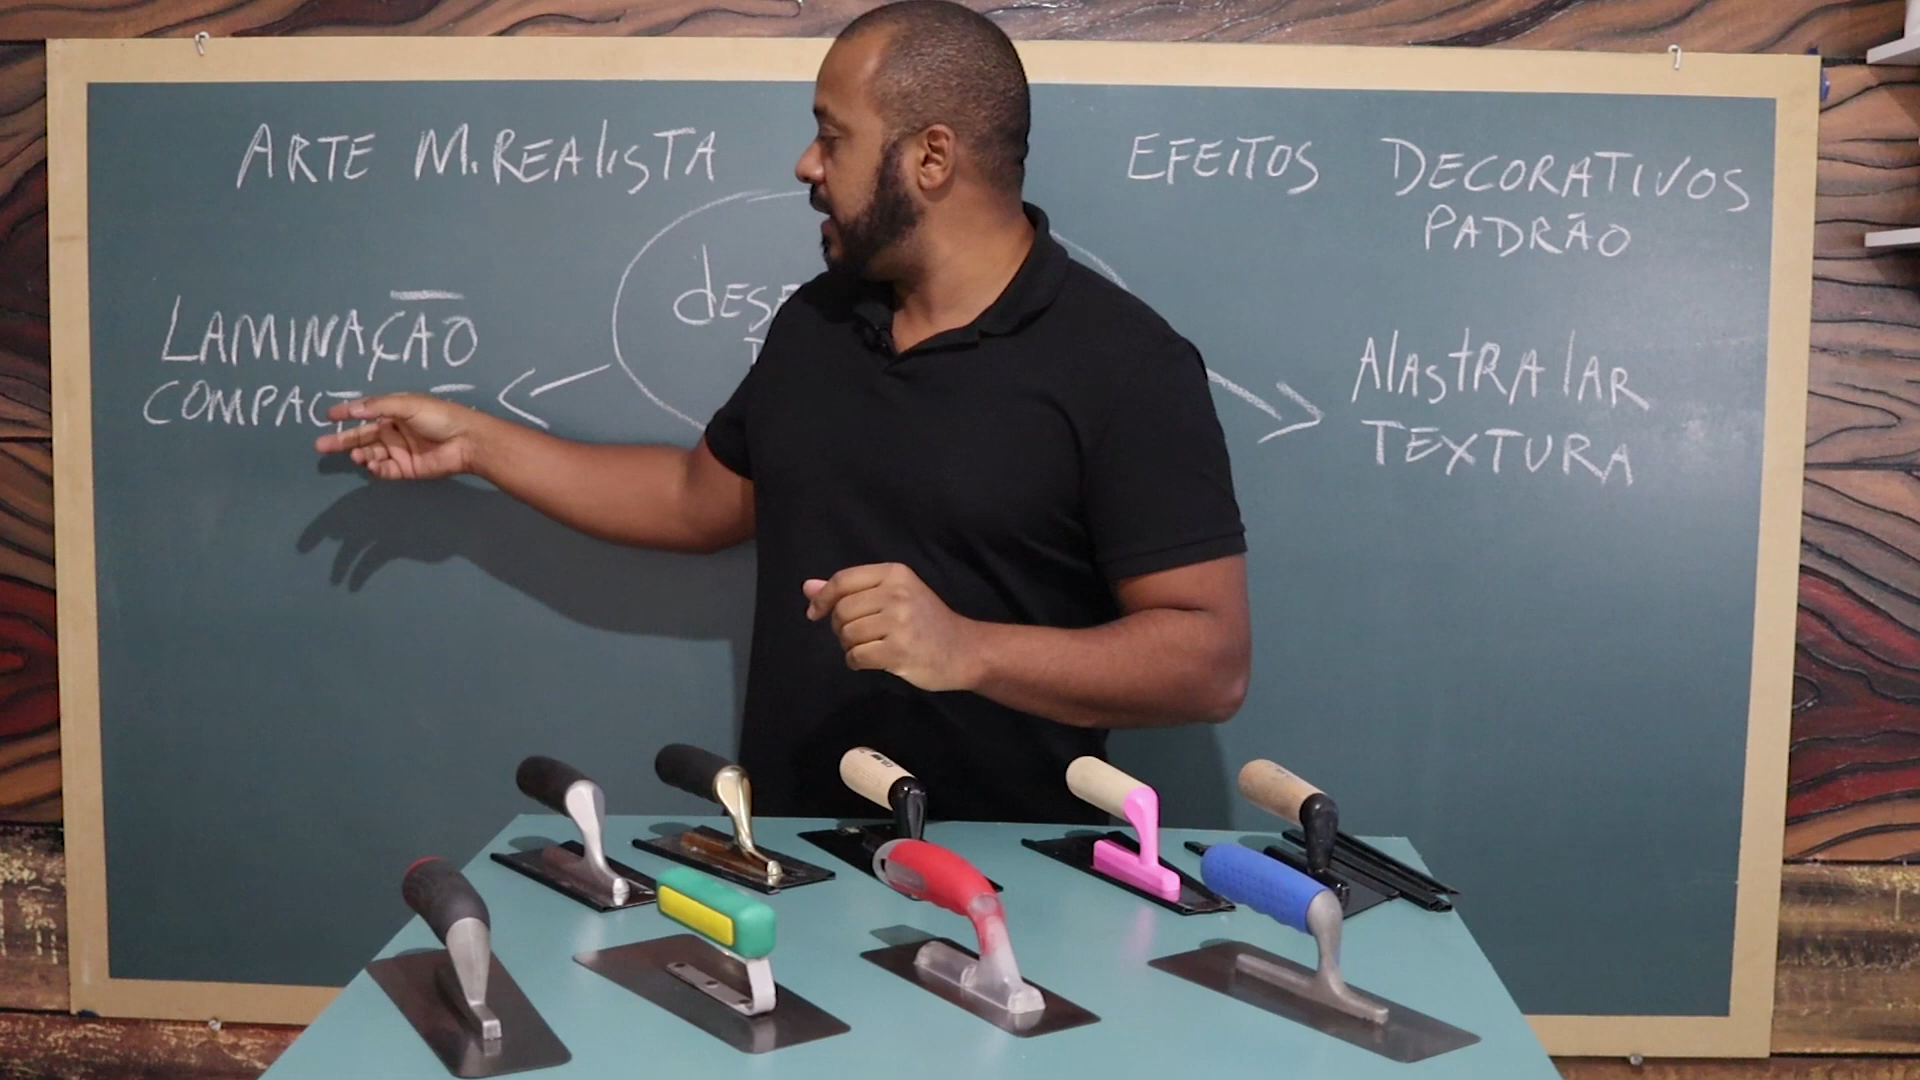 ARTE M.REALISTA
EFEITOS DECORATIVOS
PADRÃO
LAMINAÇÃO
ALASTRALAR
TEXTURA